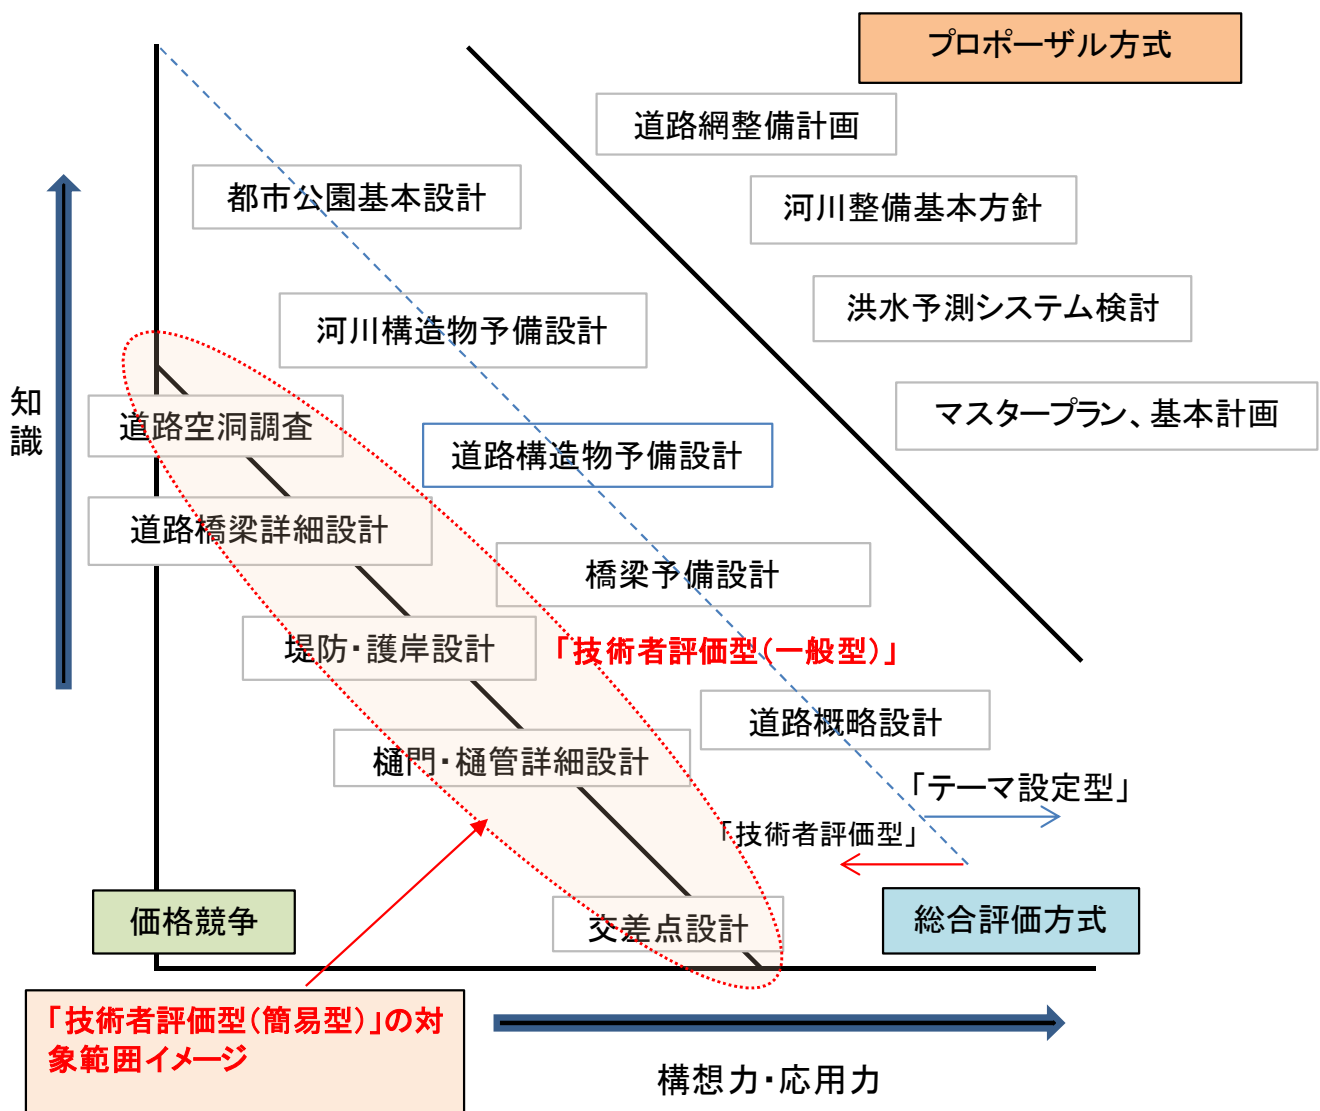 プロポーザル方式
道路網整備計画
都市公園基本設計
河川整備基本方針
洪水予測システム検討
河川構造物予備設計
マスタープラン、基本計画
知
識
道路空洞調査
道路構造物予備設計
道路橋梁詳細設計
橋梁予備設計
堤防・護岸設計
「技術者評価型(一般型)」
道路概略設計
樋門・樋管詳細設計
「テーマ設定型」
「技術者評価型」
価格競争
交差点設計
総合評価方式
「技術者評価型(簡易型)」の対
象範囲イメージ
構想力・応用力